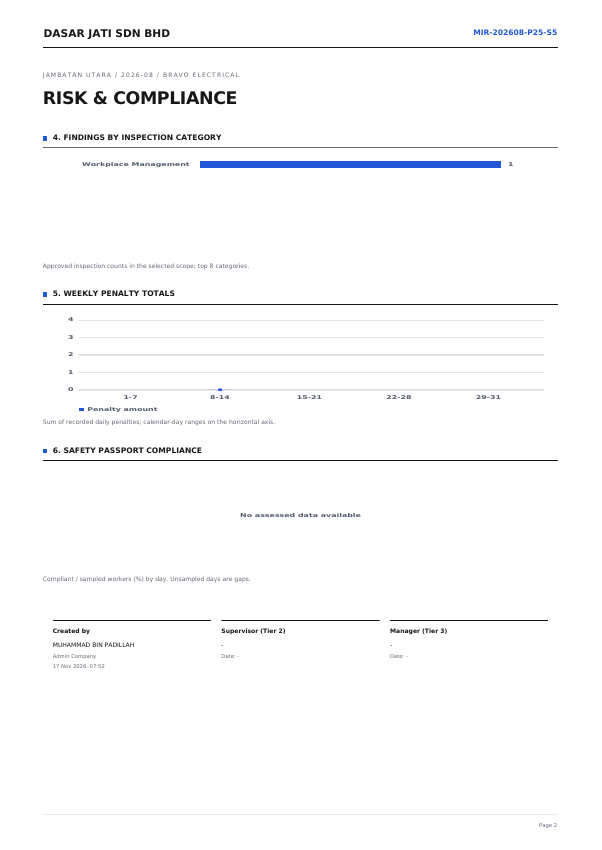 DASAR JATI SDN BHD
MIR-202608-P25-S5
JAMBATAN UTARA / 2026-08 / BRAVO ELECTRICAL
RISK & COMPLIANCE
4. FINDINGS BY INSPECTION CATEGORY
Workplace Management 1
Approved inspection counts in the selected scope; top 8 categories.
5. WEEKLY PENALTY TOTALS
4
3
2
1
0
1-7 8-14 15-21 22-28 29-31
Penalty amount
Sum of recorded daily penalties; calendar-day ranges on the horizontal axis.
6. SAFETY PASSPORT COMPLIANCE
No assessed data available
Compliant / sampled workers (%) by day. Unsampled days are gaps.
Created by
MUHAMMAD BIN PADILLAH
Admin Company
17 Nov 2026, 07:52
Supervisor (Tier 2)
-
Date: -
Manager (Tier 3)
-
Date: -
Page 2